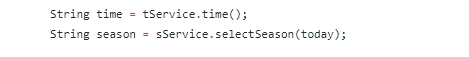 String time = tService.time();
String season = sService.selectSeason(today);